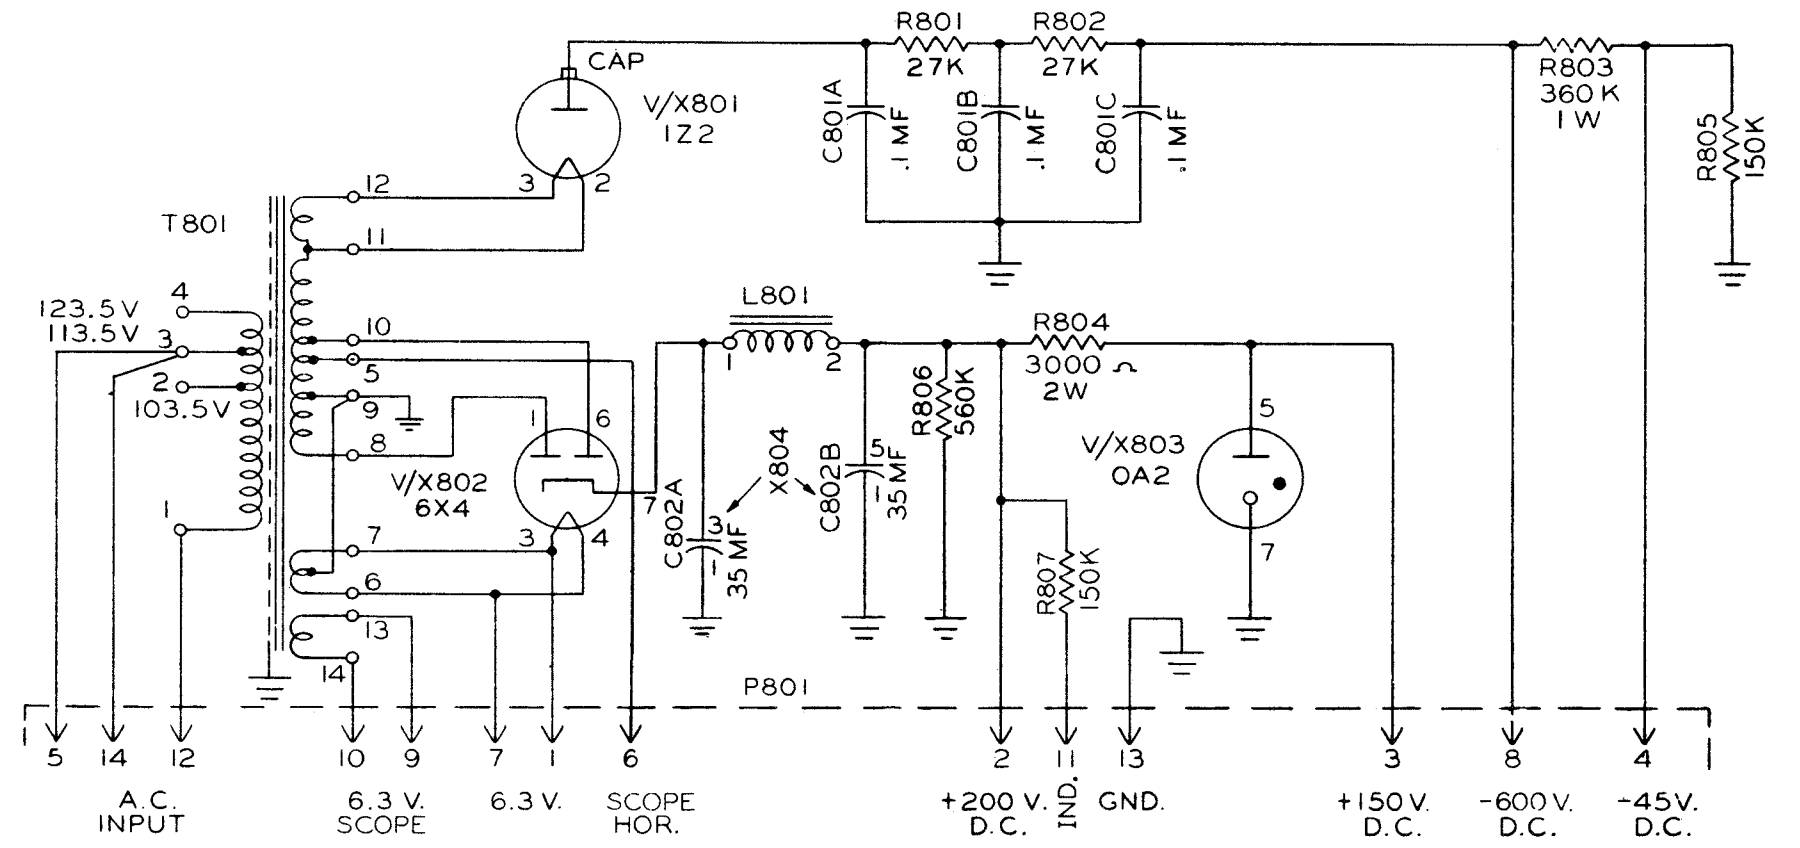 R801
27K
R802
27K
CAP
V/X801
1Z2
3
2
C801A
.1 MF
C801B
.1 MF
C801C
.1 MF
R803
360 K
1 W
R805
150K
T801
12
11
4
123.5V
113.5V
3
2
103.5V
1
10
5
9
8
7
6
13
14
V/X802
6X4
1
6
7
3
4
L801
1
2
C802A
3
35 MF
X804
C802B
5
35 MF
R806
560K
R804
3000 Ω
2W
R807
150K
V/X803
OA2
5
7
P801
5
14
12
10
9
7
1
6
2
11
13
3
8
4
A.C.
INPUT
6.3 V.
SCOPE
6.3 V.
SCOPE
HOR.
+200 V.
D.C.
IND.
GND.
+150 V.
D.C.
-600 V.
D.C.
-45V.
D.C.